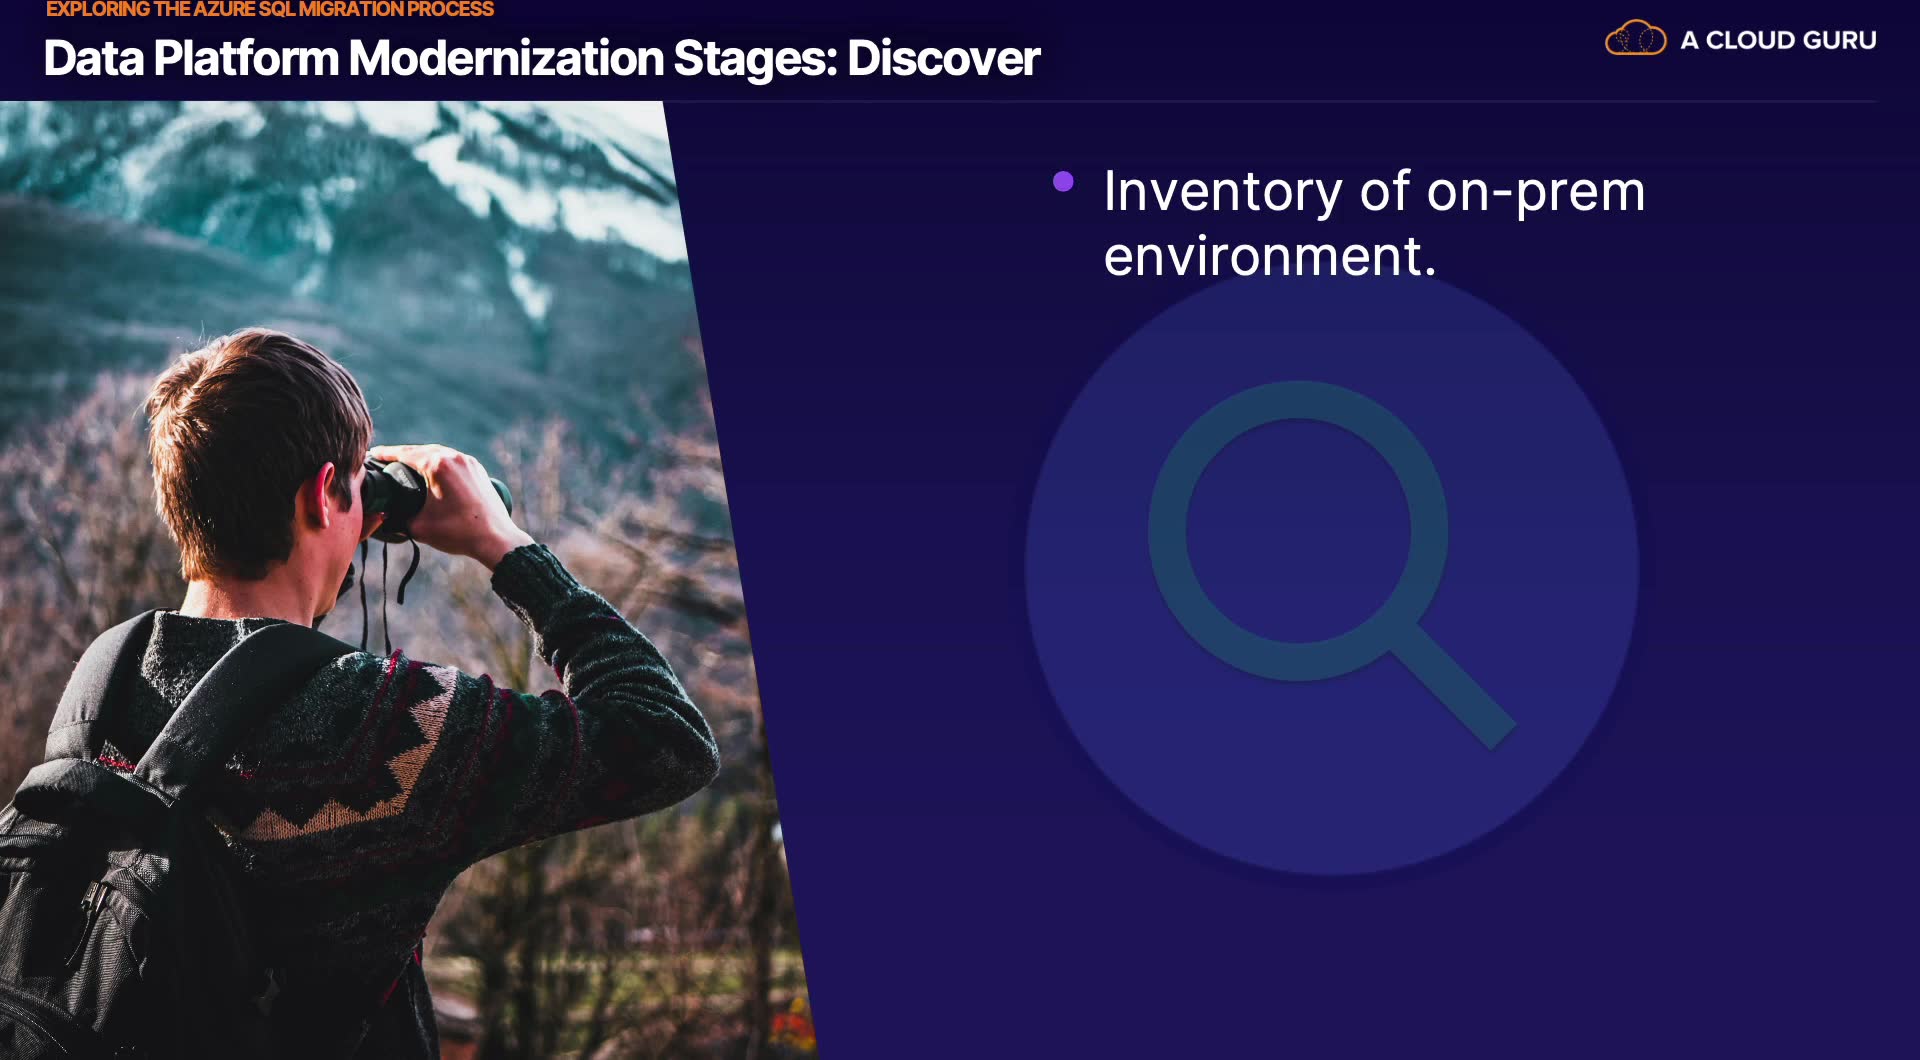 EXPLORING THE AZURE SQL MIGRATION PROCESS
Data Platform Modernization Stages: Discover
A CLOUD GURU
Inventory of on-prem
environment.